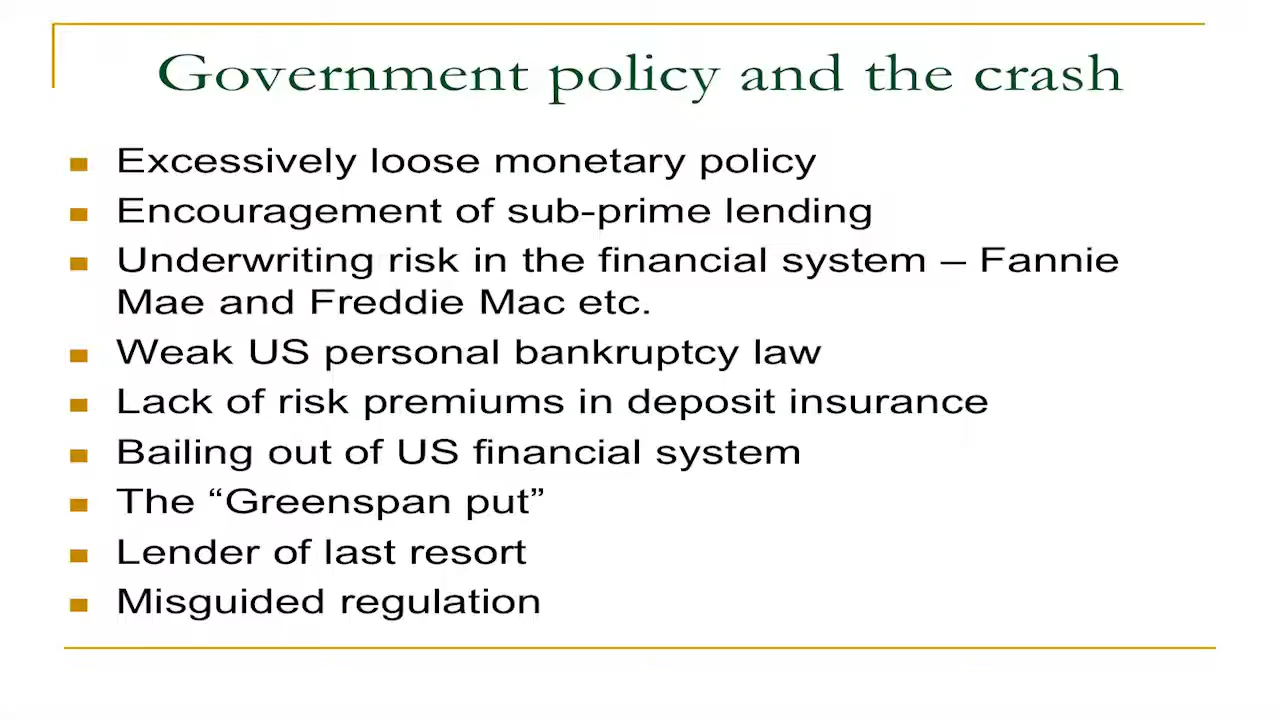 Government policy and the crash
Excessively loose monetary policy
Encouragement of sub-prime lending
Underwriting risk in the financial system – Fannie
Mae and Freddie Mac etc.
Weak US personal bankruptcy law
Lack of risk premiums in deposit insurance
Bailing out of US financial system
The “Greenspan put”
Lender of last resort
Misguided regulation